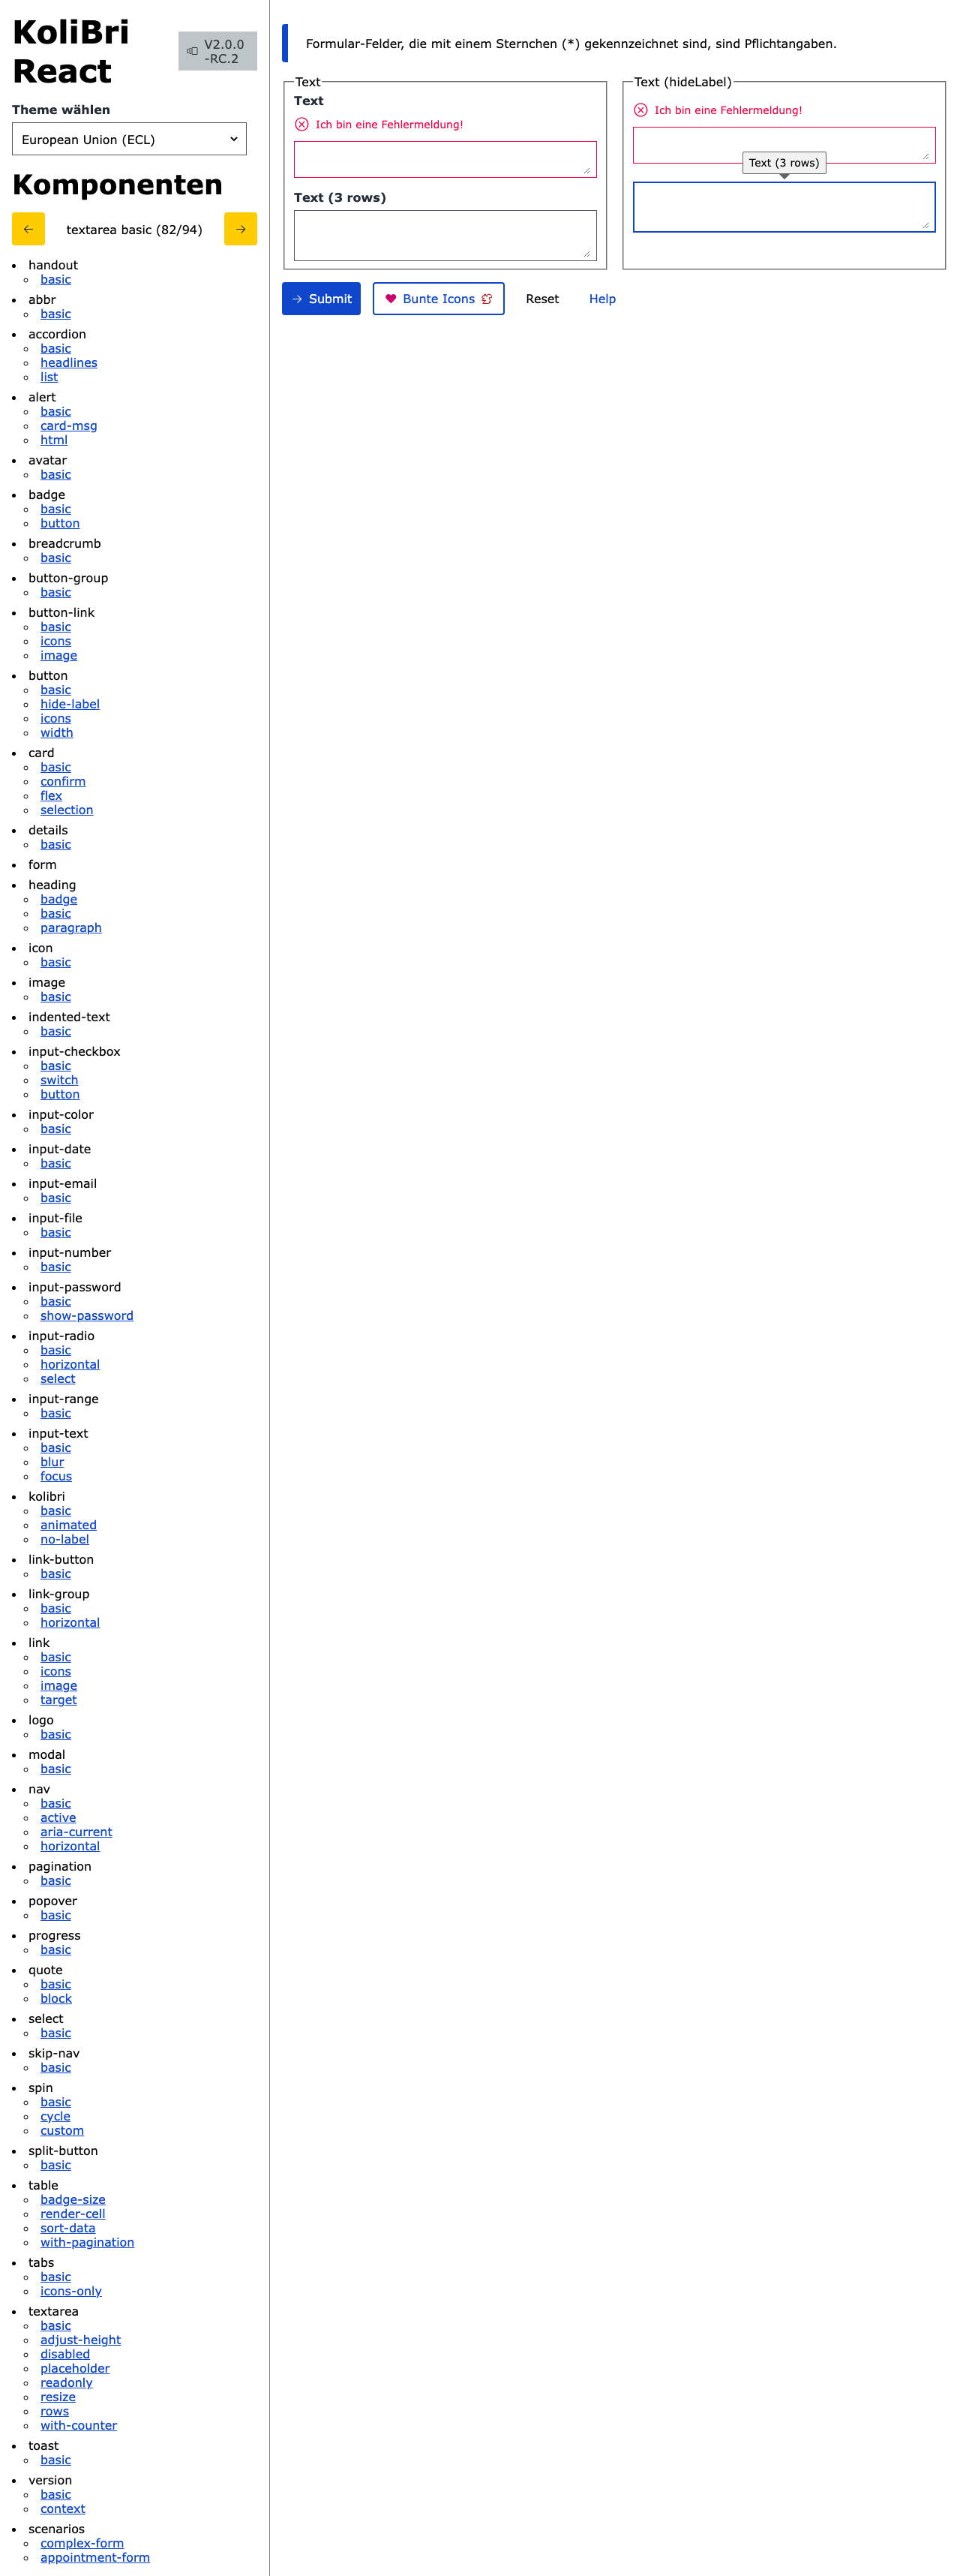 KoliBri
React
V2.0.0
-RC.2
Theme wählen
European Union (ECL)
Komponenten
textarea basic (82/94)
handout
basic
abbr
basic
accordion
basic
headlines
list
alert
basic
card-msg
html
avatar
basic
badge
basic
button
breadcrumb
basic
button-group
basic
button-link
basic
icons
image
button
basic
hide-label
icons
width
card
basic
confirm
flex
selection
details
basic
form
heading
badge
basic
paragraph
icon
basic
image
basic
indented-text
basic
input-checkbox
basic
switch
button
input-color
basic
input-date
basic
input-email
basic
input-file
basic
input-number
basic
input-password
basic
show-password
input-radio
basic
horizontal
select
input-range
basic
input-text
basic
blur
focus
kolibri
basic
animated
no-label
link-button
basic
link-group
basic
horizontal
link
basic
icons
image
target
logo
basic
modal
basic
nav
basic
active
aria-current
horizontal
pagination
basic
popover
basic
progress
basic
quote
basic
block
select
basic
skip-nav
basic
spin
basic
cycle
custom
split-button
basic
table
badge-size
render-cell
sort-data
with-pagination
tabs
basic
icons-only
textarea
basic
adjust-height
disabled
placeholder
readonly
resize
rows
with-counter
toast
basic
version
basic
context
scenarios
complex-form
appointment-form
Formular-Felder, die mit einem Sternchen (*) gekennzeichnet sind, sind Pflichtangaben.
Text
Text
Ich bin eine Fehlermeldung!
Text (3 rows)
Text (hideLabel)
Ich bin eine Fehlermeldung!
Text (3 rows)
Submit
Bunte Icons
Reset
Help